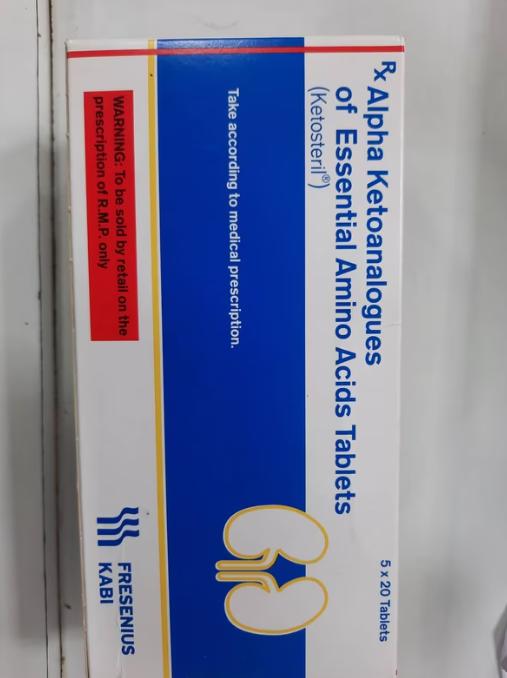 Rx Alpha Ketoanalogues
of Essential Amino Acids Tablets
(Ketosteril®)
5 x 20 Tablets
Take according to medical prescription.
WARNING: To be sold by retail on the
prescription of R.M.P. only
FRESENIUS
KABI